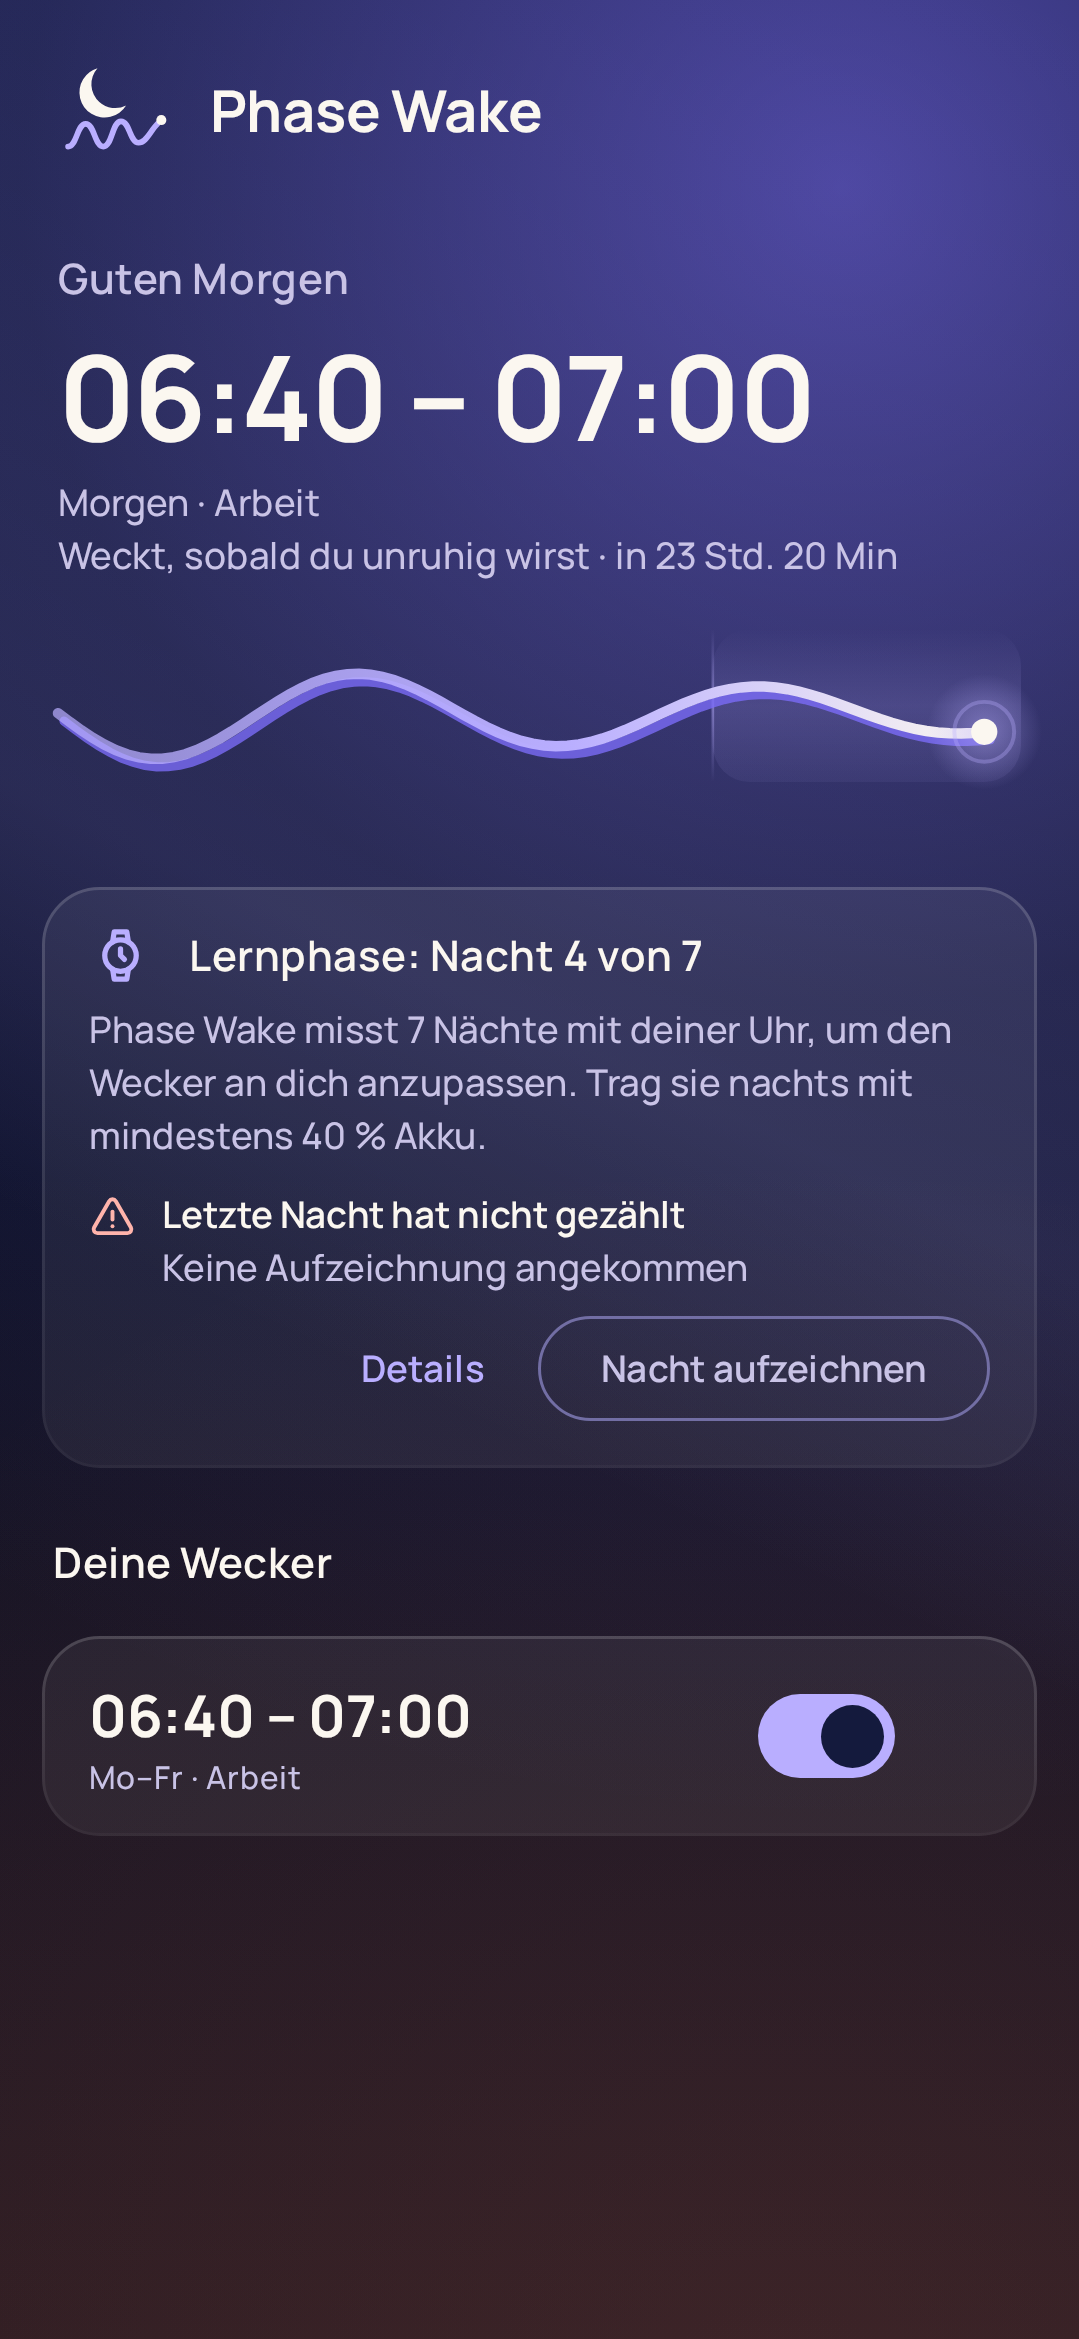 Phase Wake
Guten Morgen
06:40 – 07:00
Morgen · Arbeit
Weckt, sobald du unruhig wirst · in 23 Std. 20 Min
Lernphase: Nacht 4 von 7
Phase Wake misst 7 Nächte mit deiner Uhr, um den
Wecker an dich anzupassen. Trag sie nachts mit
mindestens 40 % Akku.
Letzte Nacht hat nicht gezählt
Keine Aufzeichnung angekommen
Details
Nacht aufzeichnen
Deine Wecker
06:40 – 07:00
Mo–Fr · Arbeit